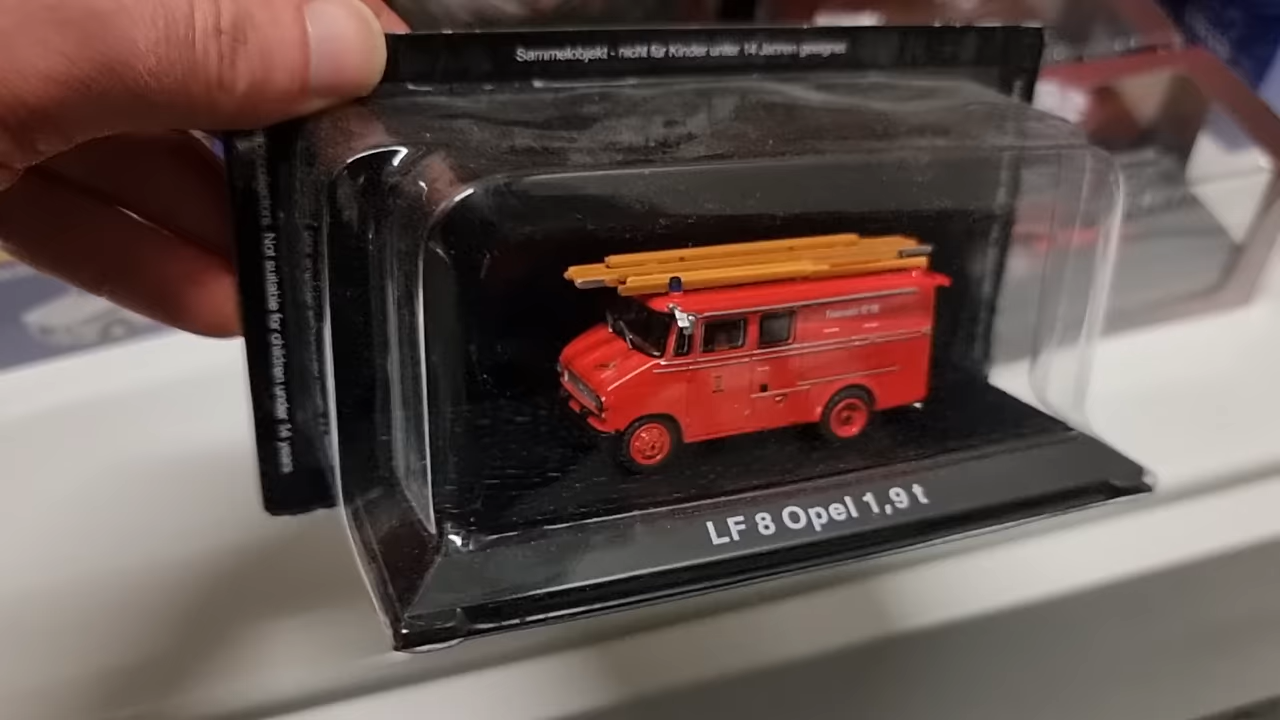 Sammelobjekt - nicht für Kinder unter 14 Jahren geeignet
Not suitable for children under 14 years
LF 8 Opel 1,9 t